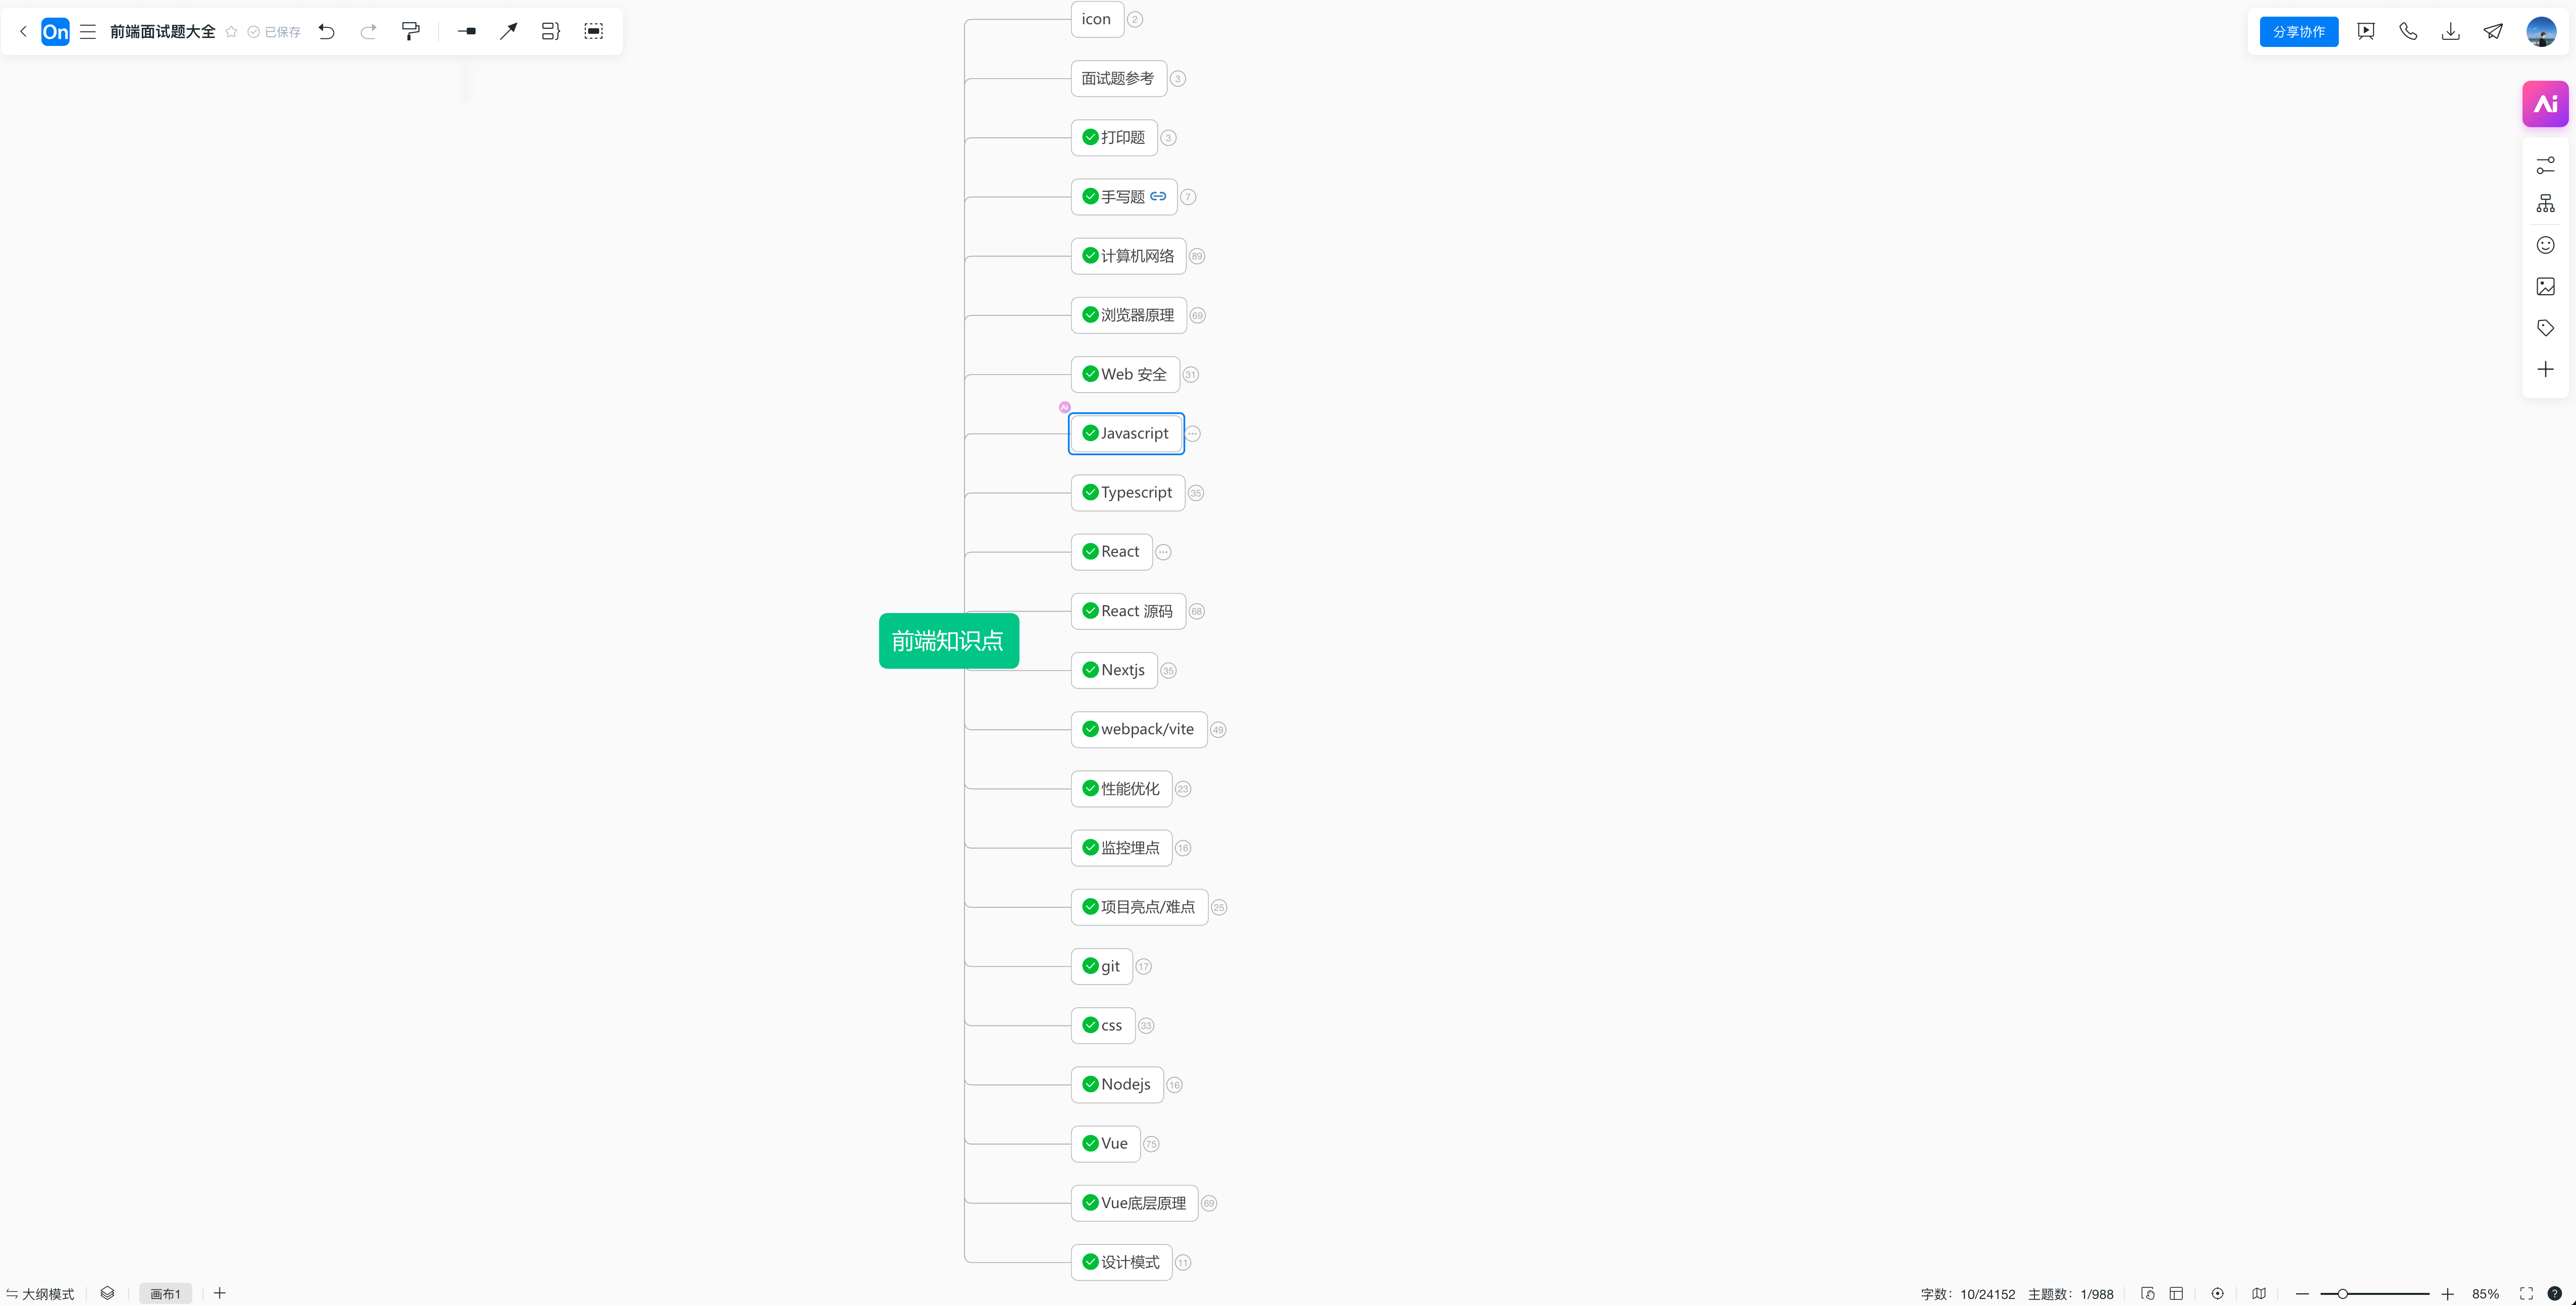 On 前端面试题大全 已保存
分享协作
Ai
icon 2
面试题参考 3
打印题 3
手写题 7
计算机网络 89
浏览器原理 69
Web 安全 31
Ai
Javascript ...
Typescript 35
React ...
React 源码 68
前端知识点
Nextjs 35
webpack/vite 49
性能优化 23
监控埋点 16
项目亮点/难点 25
git 17
css 33
Nodejs 16
Vue 75
Vue底层原理 69
设计模式 11
大纲模式 画布1 字数：10/24152 主题数：1/988 85% ?